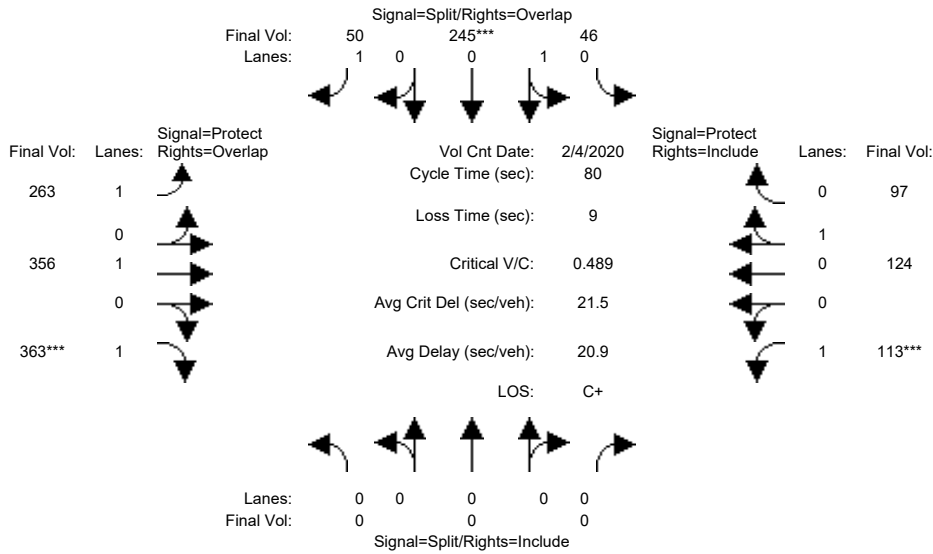 Signal=Split/Rights=Overlap
Final Vol: 50 245*** 46
Lanes: 1 0 0 1 0
Signal=Protect
Final Vol: Lanes: Rights=Overlap
Vol Cnt Date: 2/4/2020
Signal=Protect
Rights=Include Lanes: Final Vol:
Cycle Time (sec): 80
263 1
0 97
Loss Time (sec): 9
0
1
356 1
Critical V/C: 0.489
0 124
0
Avg Crit Del (sec/veh): 21.5
0
363*** 1
Avg Delay (sec/veh): 20.9
1 113***
LOS: C+
Lanes: 0 0 0 0 0
Final Vol: 0 0 0
Signal=Split/Rights=Include